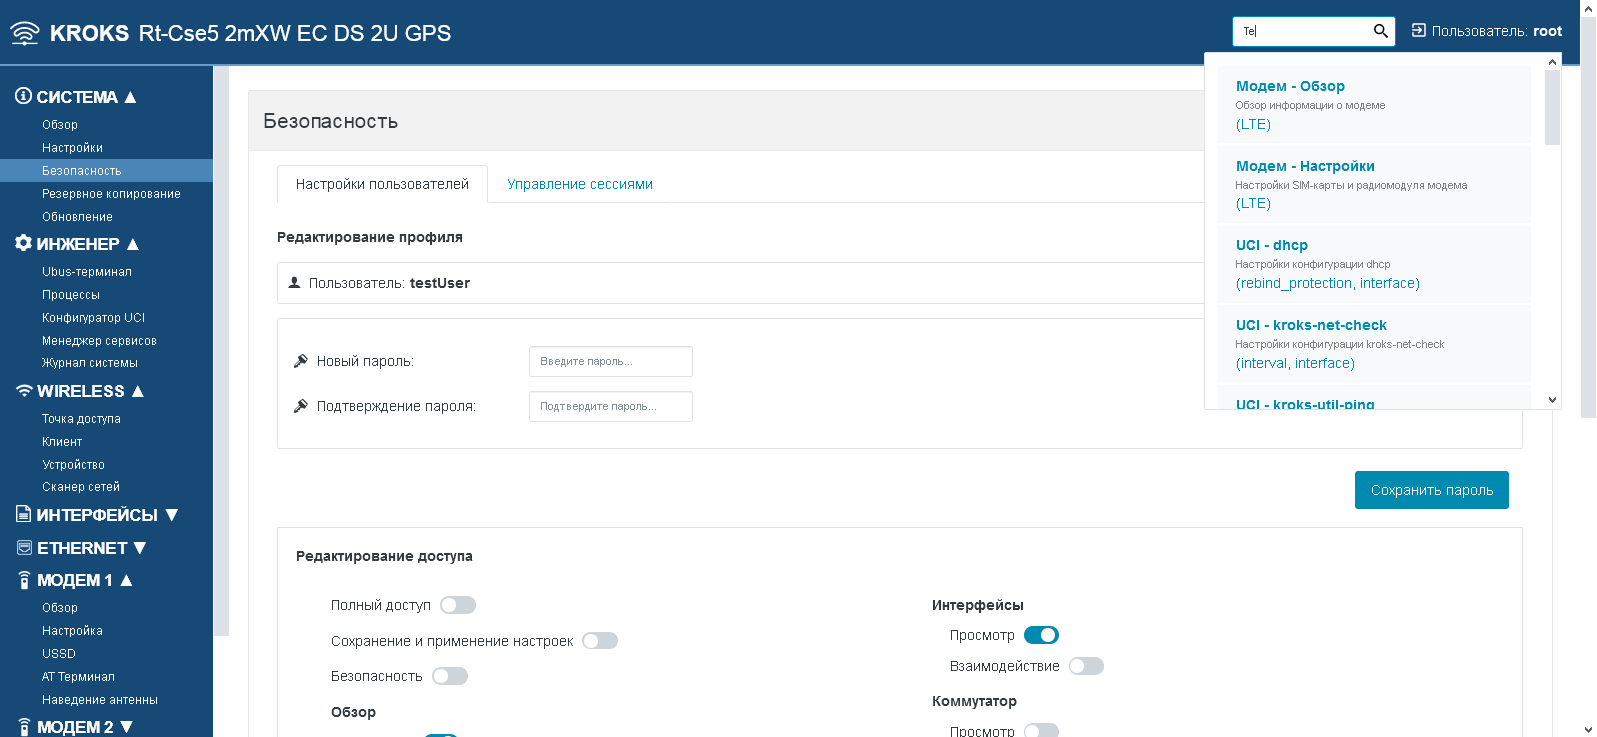 KROKS Rt-Cse5 2mXW EC DS 2U GPS
Te
Пользователь: root
СИСТЕМА ▲
Обзор
Настройки
Безопасность
Резервное копирование
Обновление
ИНЖЕНЕР ▲
Ubus-терминал
Процессы
Конфигуратор UCI
Менеджер сервисов
Журнал системы
WIRELESS ▲
Точка доступа
Клиент
Устройство
Сканер сетей
ИНТЕРФЕЙСЫ ▼
ETHERNET ▼
МОДЕМ 1 ▲
Обзор
Настройка
USSD
AT Терминал
Наведение антенны
МОДЕМ 2 ▼
Безопасность
Настройки пользователей
Управление сессиями
Редактирование профиля
Пользователь: testUser
Новый пароль:
Введите пароль...
Подтверждение пароля:
Подтвердите пароль...
Сохранить пароль
Редактирование доступа
Полный доступ
Сохранение и применение настроек
Безопасность
Обзор
Интерфейсы
Просмотр
Взаимодействие
Коммутатор
Просмотр
Модем - Обзор
Обзор информации о модеме
(LTE)
Модем - Настройки
Настройки SIM-карты и радиомодуля модема
(LTE)
UCI - dhcp
Настройки конфигурации dhcp
(rebind_protection, interface)
UCI - kroks-net-check
Настройки конфигурации kroks-net-check
(interval, interface)
UCI - kroks-util-ping